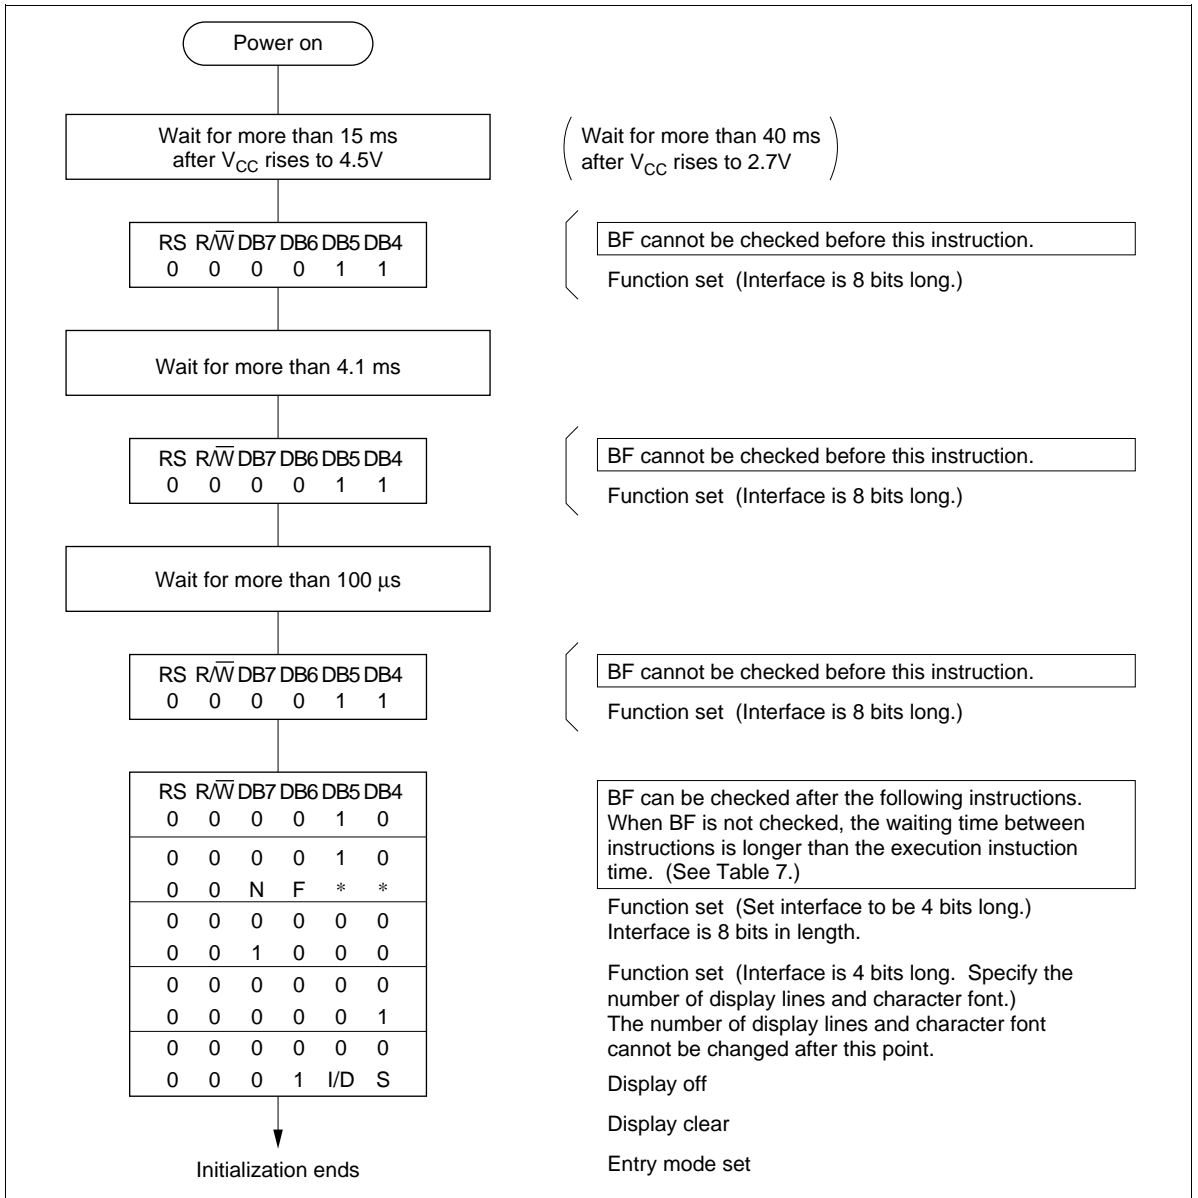 Power on
Wait for more than 15 ms
after VCC rises to 4.5V
Wait for more than 40 ms
after VCC rises to 2.7V
RS R/W̅ DB7 DB6 DB5 DB4
0 0 0 0 1 1
BF cannot be checked before this instruction.
Function set (Interface is 8 bits long.)
Wait for more than 4.1 ms
RS R/W̅ DB7 DB6 DB5 DB4
0 0 0 0 1 1
BF cannot be checked before this instruction.
Function set (Interface is 8 bits long.)
Wait for more than 100 μs
RS R/W̅ DB7 DB6 DB5 DB4
0 0 0 0 1 1
BF cannot be checked before this instruction.
Function set (Interface is 8 bits long.)
RS R/W̅ DB7 DB6 DB5 DB4
0 0 0 0 1 0
0 0 0 0 1 0
0 0 N F * *
0 0 0 0 0 0
0 0 1 0 0 0
0 0 0 0 0 0
0 0 0 0 0 1
0 0 0 0 0 0
0 0 0 1 I/D S
Initialization ends
BF can be checked after the following instructions.
When BF is not checked, the waiting time between
instructions is longer than the execution instuction
time. (See Table 7.)
Function set (Set interface to be 4 bits long.)
Interface is 8 bits in length.
Function set (Interface is 4 bits long. Specify the
number of display lines and character font.)
The number of display lines and character font
cannot be changed after this point.
Display off
Display clear
Entry mode set